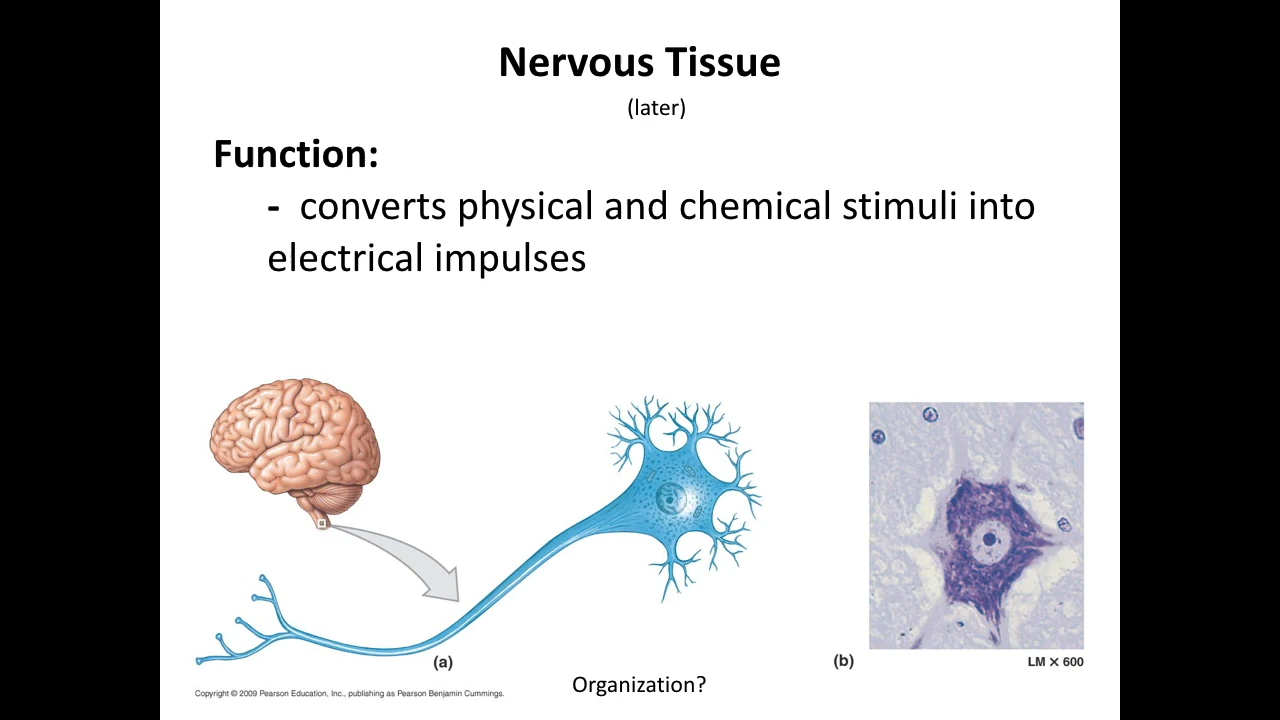 Nervous Tissue
(later)
Function:
- converts physical and chemical stimuli into
electrical impulses
(a)
(b)
LM × 600
Organization?
Copyright © 2009 Pearson Education, Inc., publishing as Pearson Benjamin Cummings.